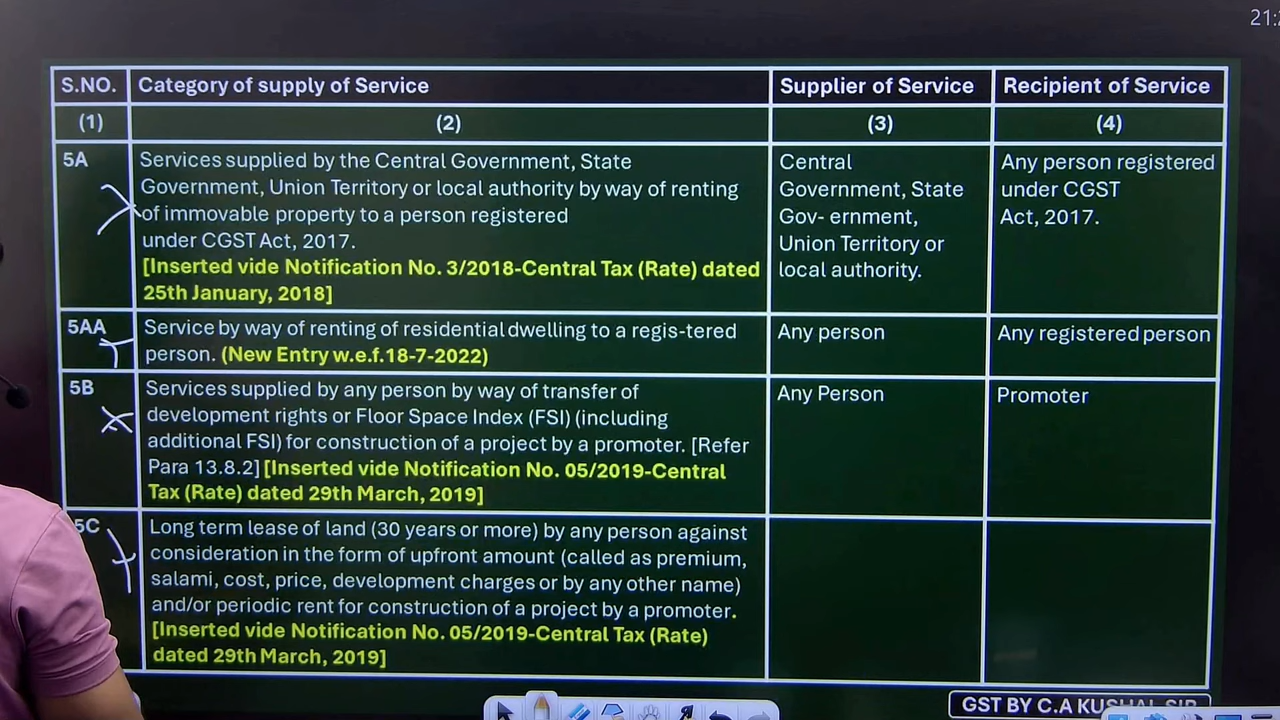 21:
S.NO. Category of supply of Service Supplier of Service Recipient of Service
(1) (2) (3) (4)
5A
Services supplied by the Central Government, State
Government, Union Territory or local authority by way of renting
of immovable property to a person registered
under CGST Act, 2017.
[Inserted vide Notification No. 3/2018-Central Tax (Rate) dated
25th January, 2018]
Central
Government, State
Gov- ernment,
Union Territory or
local authority.
Any person registered
under CGST
Act, 2017.
5AA
Service by way of renting of residential dwelling to a regis-tered
person. (New Entry w.e.f.18-7-2022)
Any person
Any registered person
5B
Services supplied by any person by way of transfer of
development rights or Floor Space Index (FSI) (including
additional FSI) for construction of a project by a promoter. [Refer
Para 13.8.2] [Inserted vide Notification No. 05/2019-Central
Tax (Rate) dated 29th March, 2019]
Any Person
Promoter
5C
Long term lease of land (30 years or more) by any person against
consideration in the form of upfront amount (called as premium,
salami, cost, price, development charges or by any other name)
and/or periodic rent for construction of a project by a promoter.
[Inserted vide Notification No. 05/2019-Central Tax (Rate)
dated 29th March, 2019]
GST BY C.A KUSHAL SIR